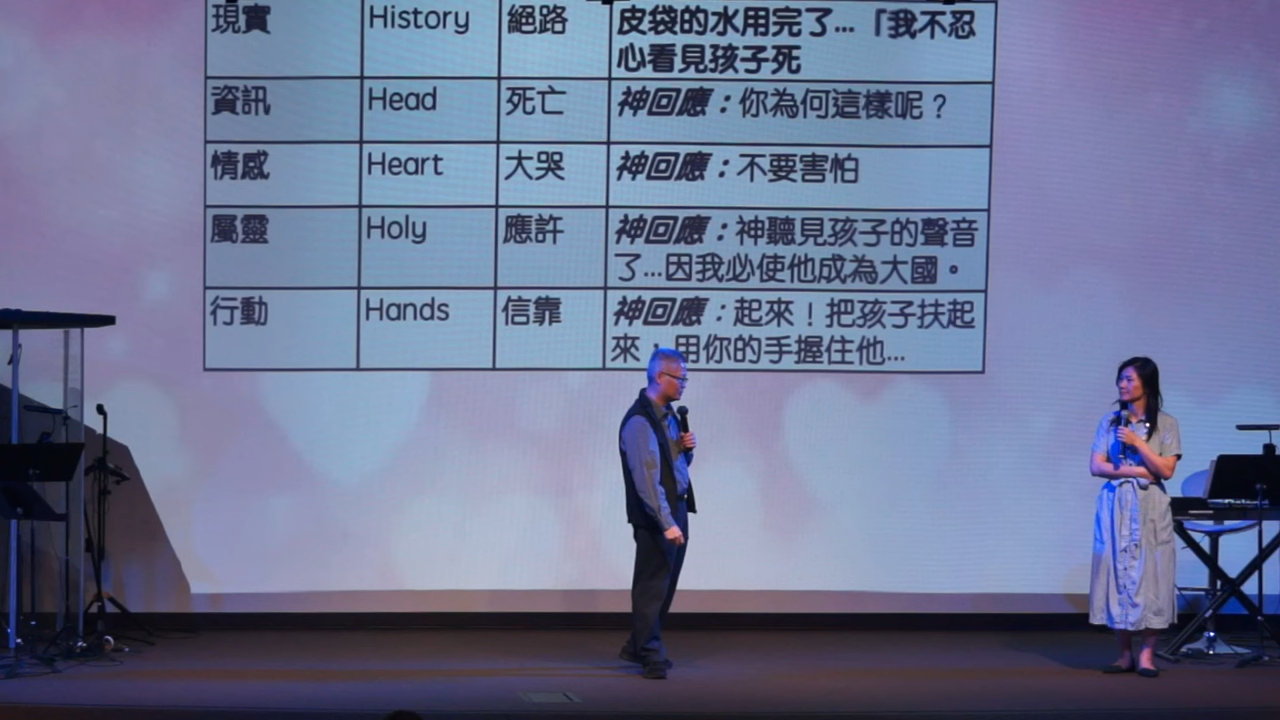 現實 History 絕路 皮袋的水用完了...「我不忍
心看見孩子死
資訊 Head 死亡 神回應：你為何這樣呢？
情感 Heart 大哭 神回應：不要害怕
屬靈 Holy 應許 神回應：神聽見孩子的聲音
了...因我必使他成為大國。
行動 Hands 信靠 神回應：起來！把孩子扶起
來，用你的手握住他...